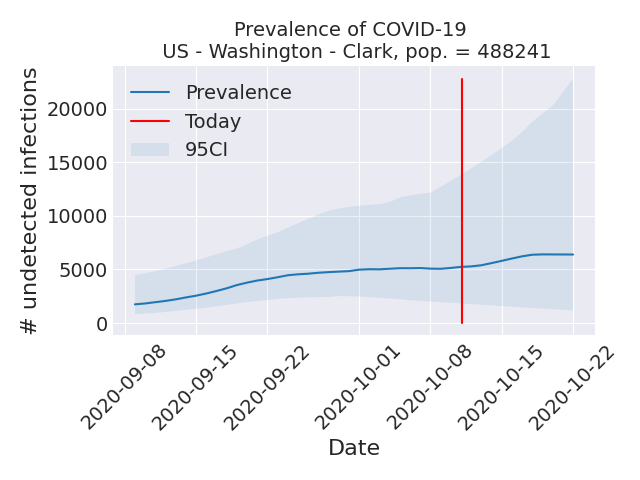 Prevalence of COVID-19
US - Washington - Clark, pop. = 488241
# undetected infections
20000
15000
10000
5000
0
Prevalence
Today
95CI
2020-09-08
2020-09-15
2020-09-22
2020-10-01
2020-10-08
2020-10-15
2020-10-22
Date